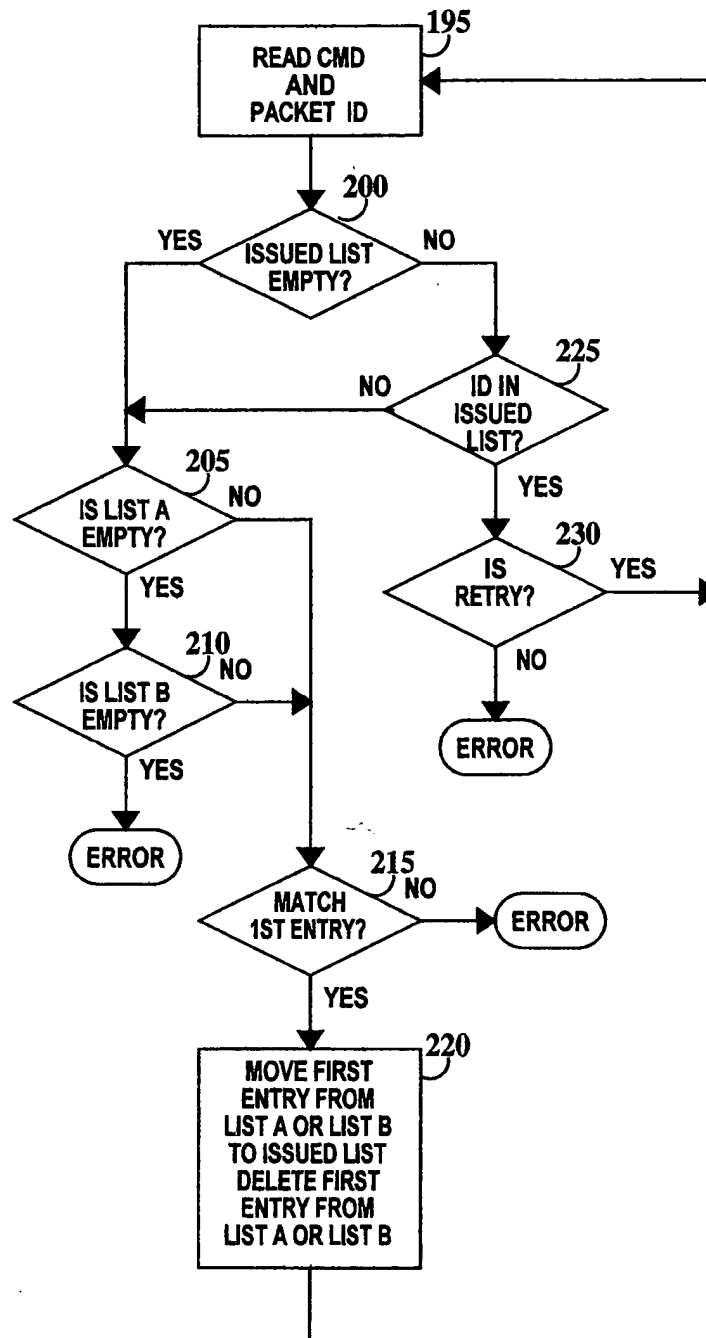 195
READ CMD
AND
PACKET ID
200
YES
NO
ISSUED LIST
EMPTY?
225
NO
ID IN
ISSUED
LIST?
YES
205
NO
IS LIST A
EMPTY?
YES
230
IS
RETRY?
YES
NO
ERROR
210
NO
IS LIST B
EMPTY?
YES
ERROR
215
NO
MATCH
1ST ENTRY?
ERROR
YES
220
MOVE FIRST
ENTRY FROM
LIST A OR LIST B
TO ISSUED LIST
DELETE FIRST
ENTRY FROM
LIST A OR LIST B